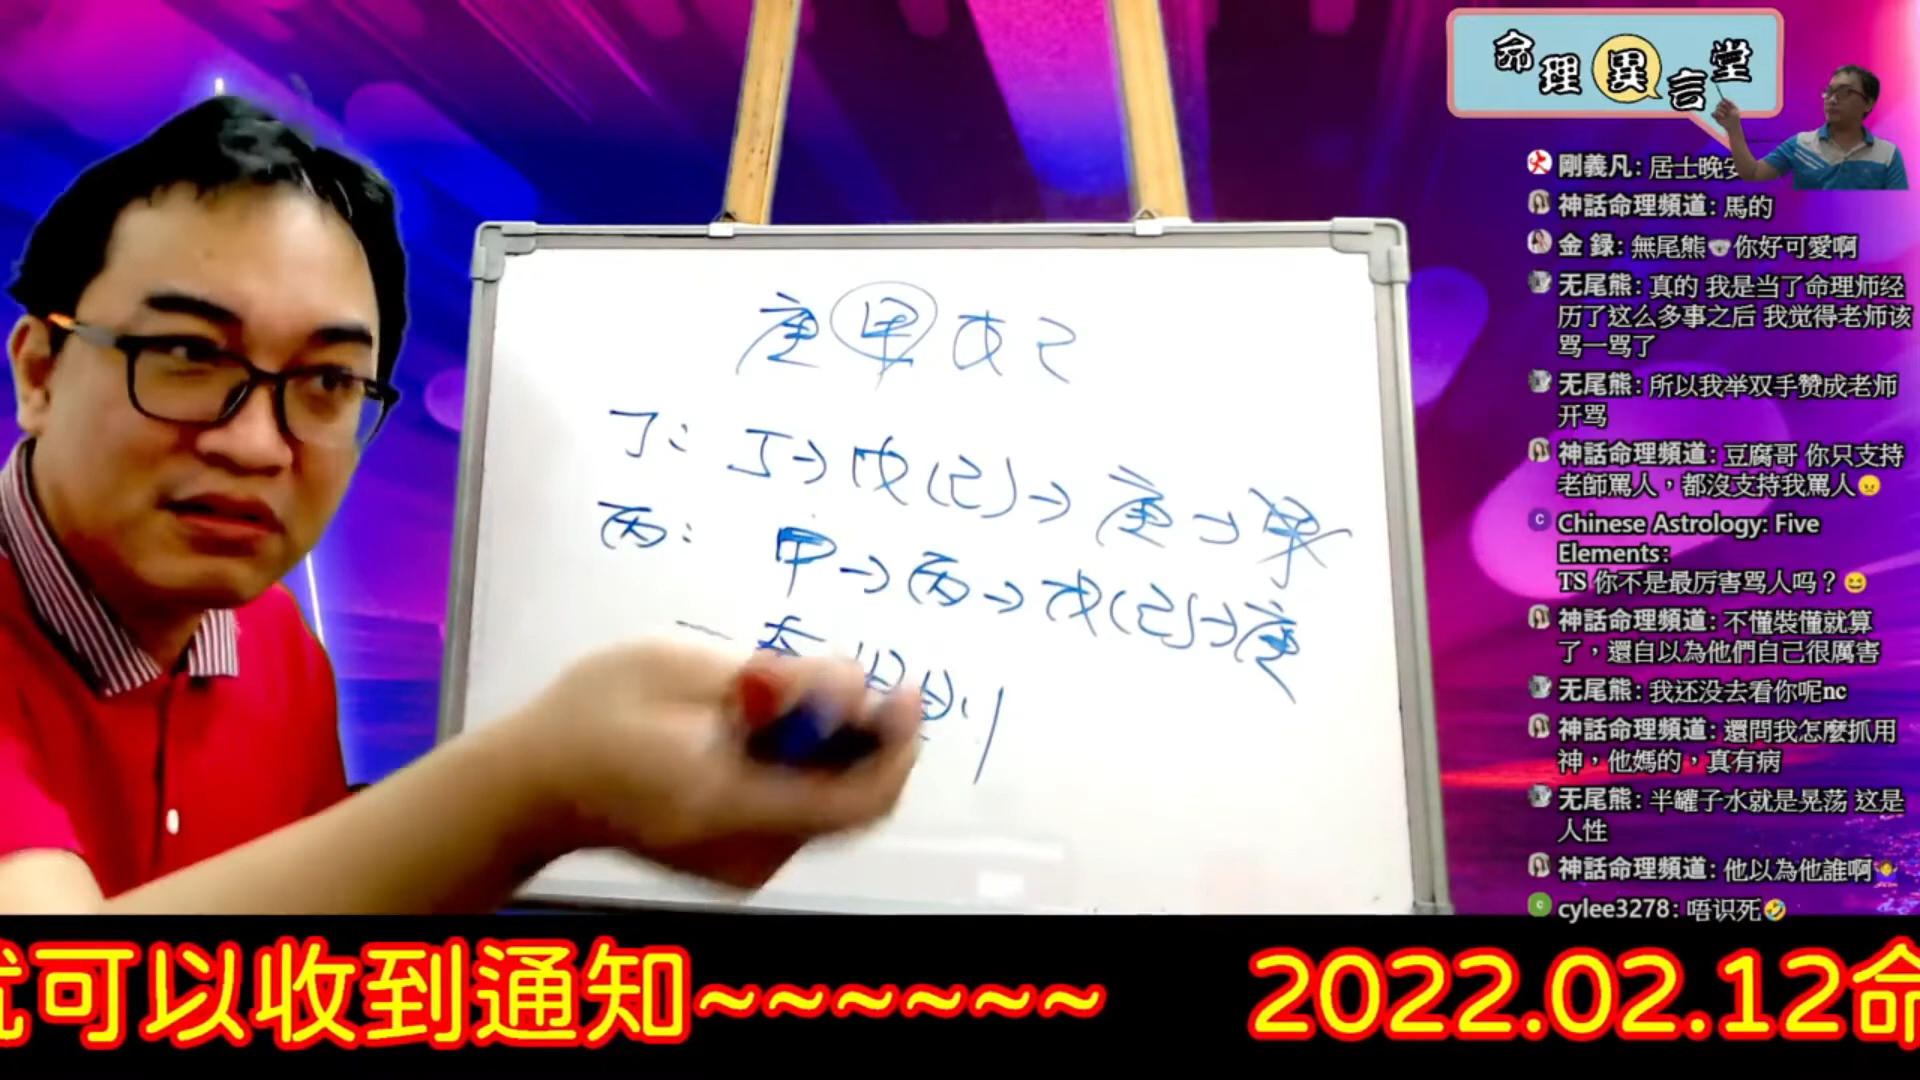 命理異言堂
剛義凡: 居士晚安
神話命理頻道: 馬的
金 録: 無尾熊🐨你好可愛啊
无尾熊: 真的 我是当了命理师经
历了这么多事之后 我觉得老师该
骂一骂了
无尾熊: 所以我举双手赞成老师
开骂
神話命理頻道: 豆腐哥 你只支持
老師罵人，都沒支持我罵人😠
Chinese Astrology: Five
Elements:
TS 你不是最厉害骂人吗？😄
神話命理頻道: 不懂裝懂就算
了，還自以為他們自己很厲害
无尾熊: 我还没去看你呢nc
神話命理頻道: 還問我怎麼抓用
神，他媽的，真有病
无尾熊: 半罐子水就是晃荡 这是
人性
神話命理頻道: 他以為他誰啊🤷
cylee3278: 唔识死🤣
庚甲戊己
丁: 丁→戊(己)→庚→
丙: 甲→丙→戊(己)→庚
就可以收到通知~~~~~~~ 2022.02.12命